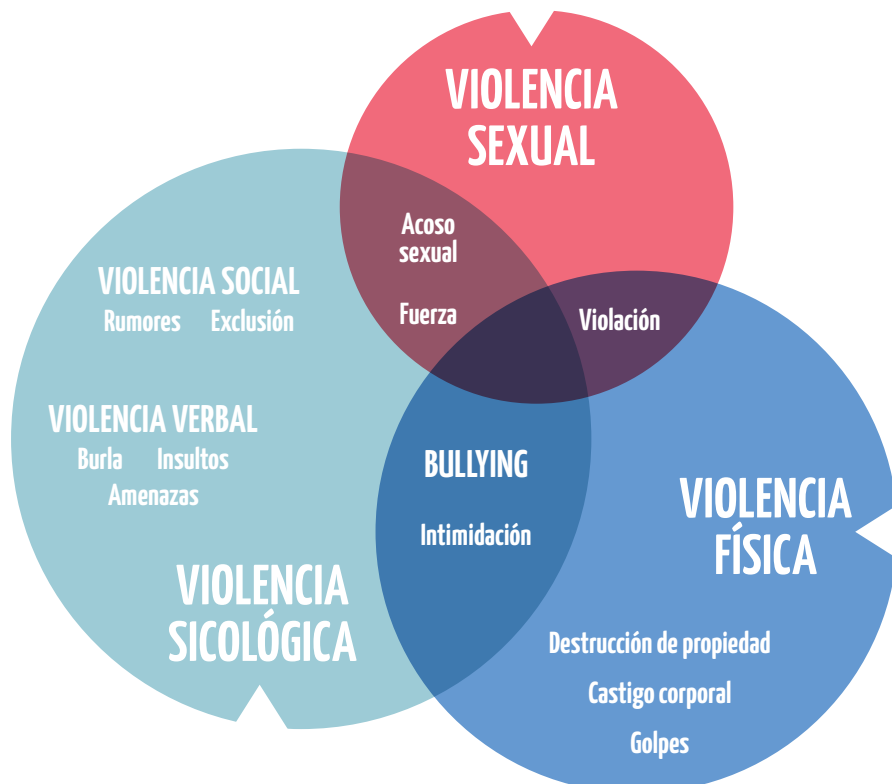 VIOLENCIA
SEXUAL
Acoso
sexual
Fuerza
Violación
VIOLENCIA SOCIAL
Rumores Exclusión
VIOLENCIA VERBAL
Burla Insultos
Amenazas
VIOLENCIA
SICOLÓGICA
BULLYING
Intimidación
VIOLENCIA
FÍSICA
Destrucción de propiedad
Castigo corporal
Golpes